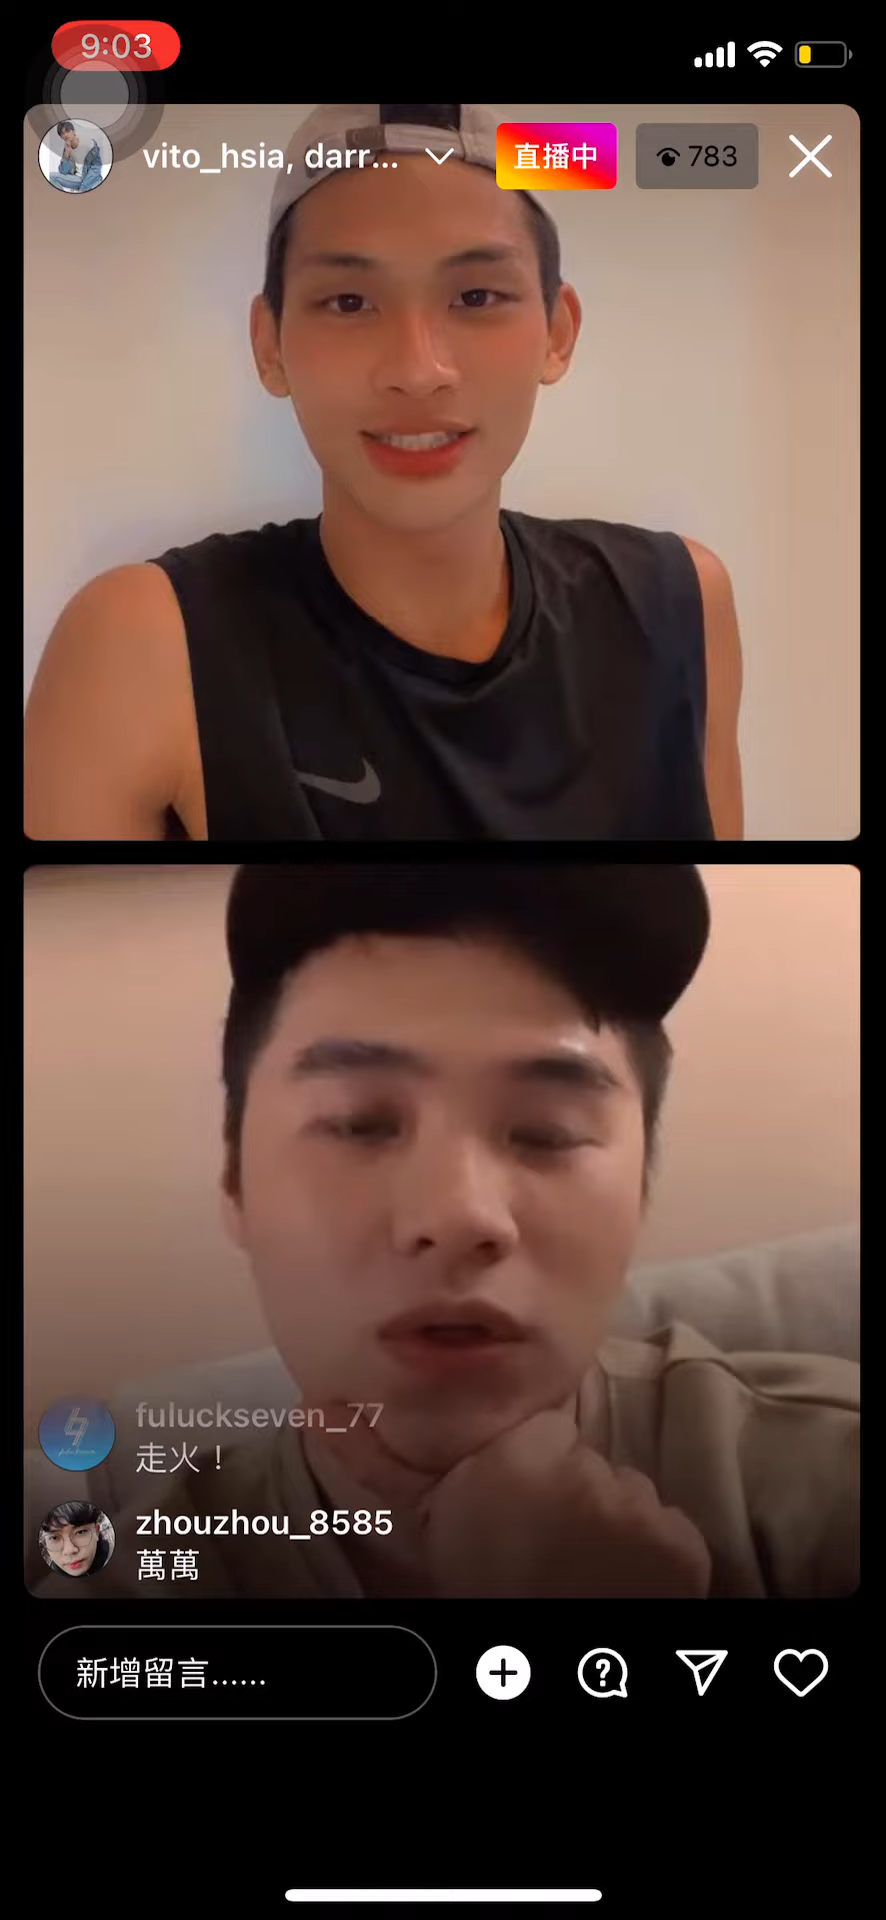 9:03
vito_hsia, darr...
直播中
783
fuluckseven_77
走火！
zhouzhou_8585
萬萬
新增留言......